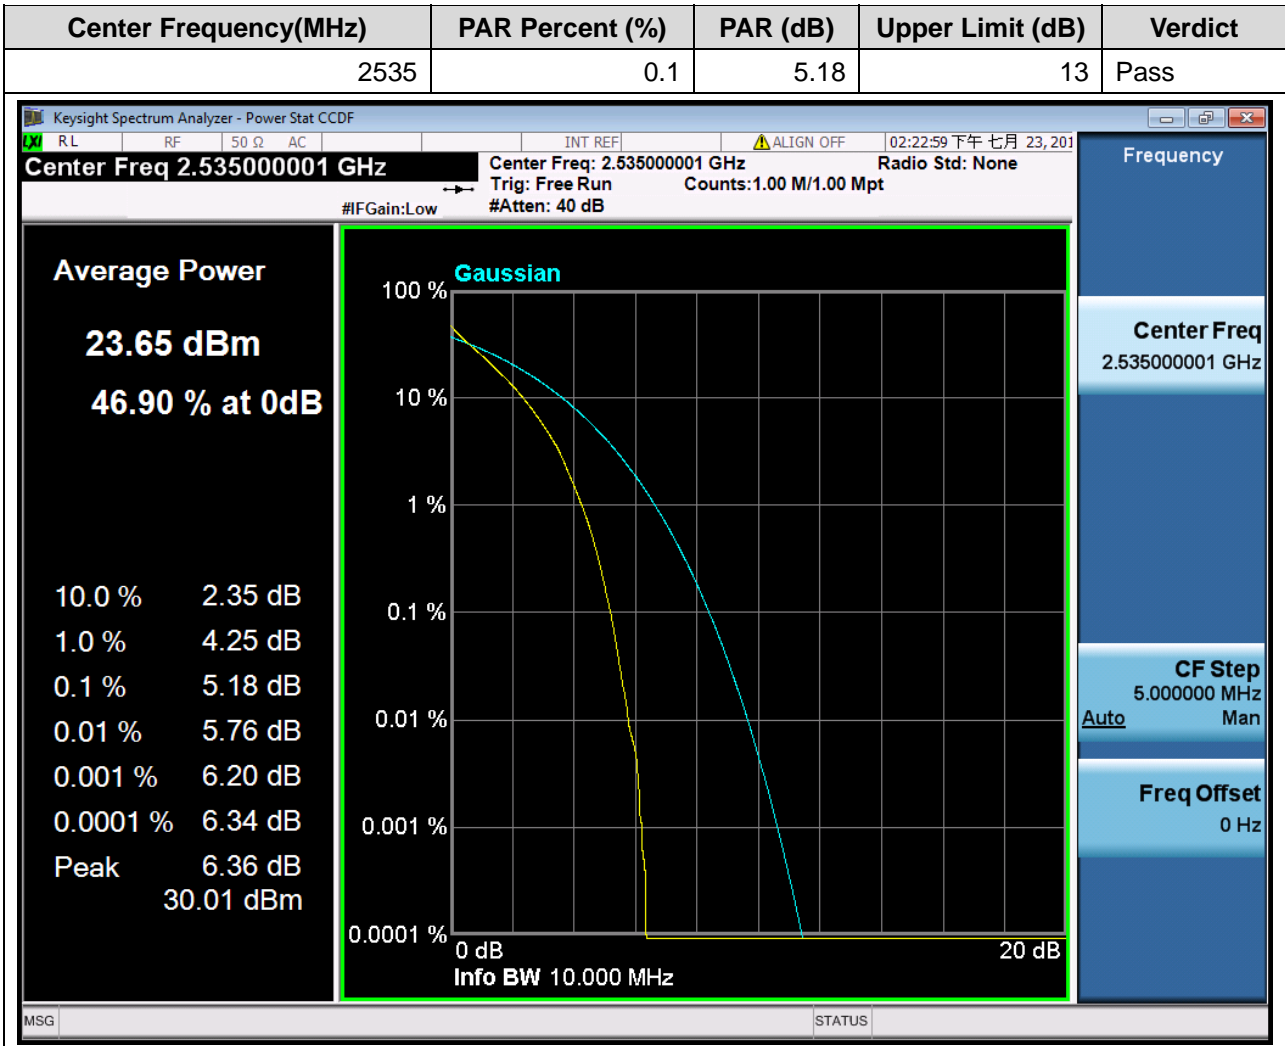 Center Frequency(MHz) PAR Percent (%) PAR (dB) Upper Limit (dB) Verdict
2535 0.1 5.18 13 Pass
Keysight Spectrum Analyzer - Power Stat CCDF
LXI RL RF 50 Ω AC INT REF ALIGN OFF 02:22:59 下午 七月 23, 201
Center Freq 2.535000001 GHz
Center Freq: 2.535000001 GHz Radio Std: None
Trig: Free Run Counts:1.00 M/1.00 Mpt
#IFGain:Low #Atten: 40 dB
Average Power
23.65 dBm
46.90 % at 0dB
10.0 % 2.35 dB
1.0 % 4.25 dB
0.1 % 5.18 dB
0.01 % 5.76 dB
0.001 % 6.20 dB
0.0001 % 6.34 dB
Peak 6.36 dB
30.01 dBm
Gaussian
100 %
10 %
1 %
0.1 %
0.01 %
0.001 %
0.0001 %
0 dB 20 dB
Info BW 10.000 MHz
Frequency
Center Freq
2.535000001 GHz
CF Step
5.000000 MHz
Auto Man
Freq Offset
0 Hz
MSG STATUS